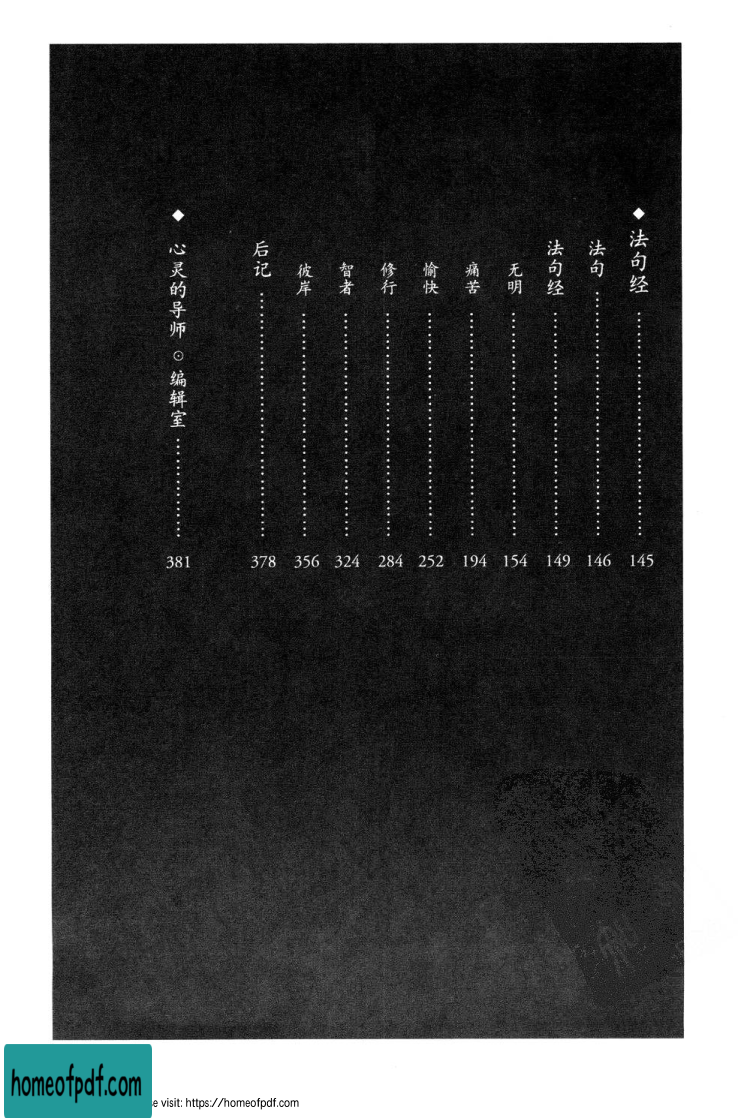 ◆ 法句经 145
法句 146
法句经 149
无明 154
痛苦 194
愉快 252
修行 284
智者 324
彼岸 356
后记 378
◆ 心灵的导师 ⊙ 编辑室 381
homeofpdf.com
e visit: https://homeofpdf.com